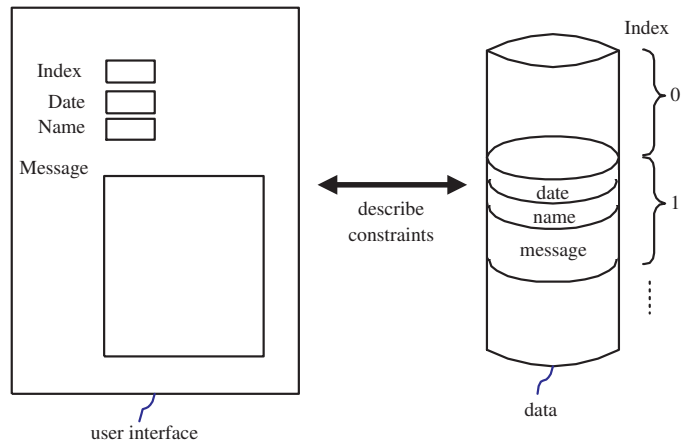 Index
Date
Name
Message
user interface
describe
constraints
Index
0
date
name
message
1
data